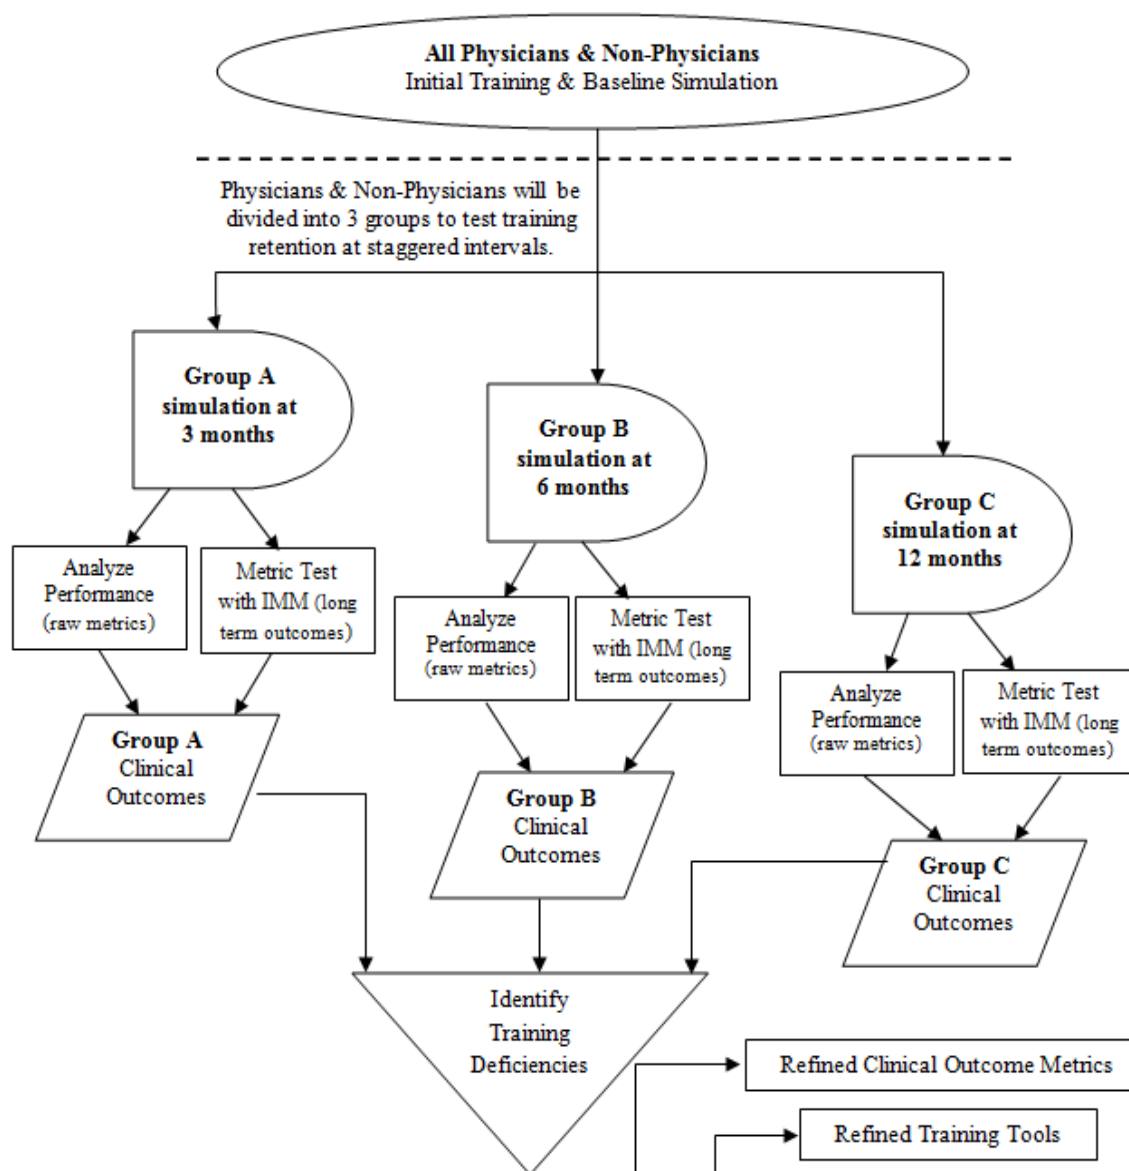 All Physicians & Non-Physicians
Initial Training & Baseline Simulation
Physicians & Non-Physicians will be
divided into 3 groups to test training
retention at staggered intervals.
Group A
simulation at
3 months
Group B
simulation at
6 months
Group C
simulation at
12 months
Analyze
Performance
(raw metrics)
Metric Test
with IMM (long
term outcomes)
Analyze
Performance
(raw metrics)
Metric Test
with IMM (long
term outcomes)
Analyze
Performance
(raw metrics)
Metric Test
with IMM (long
term outcomes)
Group A
Clinical
Outcomes
Group B
Clinical
Outcomes
Group C
Clinical
Outcomes
Identify
Training
Deficiencies
Refined Clinical Outcome Metrics
Refined Training Tools